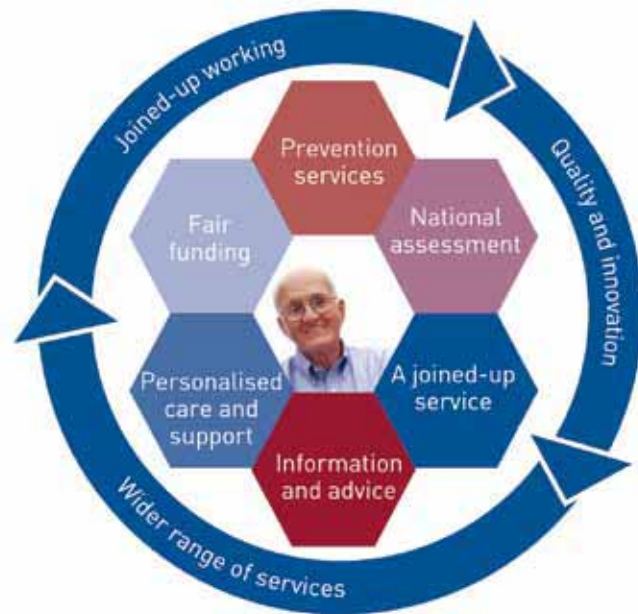 Joined-up working
Quality and innovation
Wider range of services
Prevention
services
National
assessment
A joined-up
service
Information
and advice
Personalised
care and
support
Fair
funding